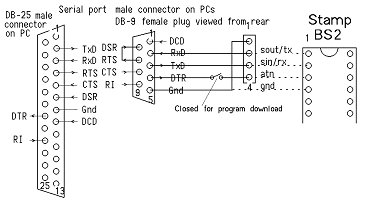 Serial port male connector on PCs
DB-25 male
connector
on PC
DB-9 female plug viewed from rear
Stamp
BS2
1
1
1
1
TxD
RxD
RTS
CTS
DSR
Gnd
DCD
DTR
RI
25
13
DSR
RTS
CTS
RI
9
5
DCD
RxD
TxD
DTR
Gnd
4
sout/tx
sin/rx
atn
gnd
Closed for program download